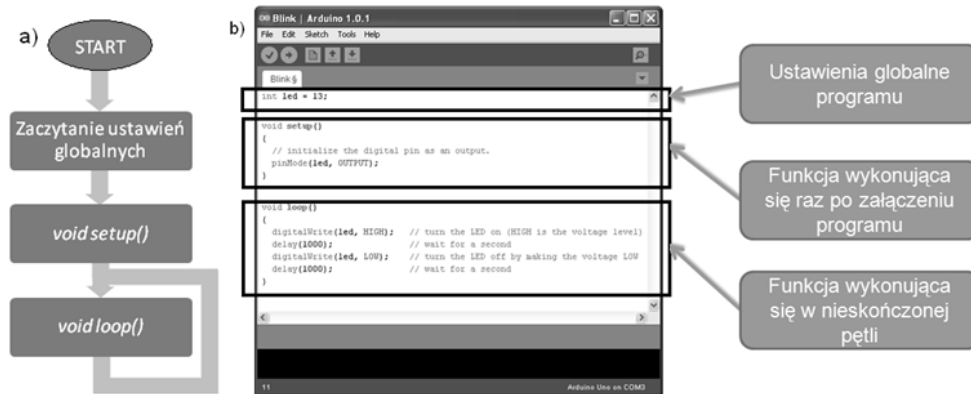 a)
START
Zaczytanie ustawień
globalnych
void setup()
void loop()
b)
Blink | Arduino 1.0.1
File Edit Sketch Tools Help
Blink §
int led = 13;
void setup()
{
// initialize the digital pin as an output.
pinMode(led, OUTPUT);
}
void loop()
{
digitalWrite(led, HIGH); // turn the LED on (HIGH is the voltage level)
delay(1000); // wait for a second
digitalWrite(led, LOW); // turn the LED off by making the voltage LOW
delay(1000); // wait for a second
}
11
Arduino Uno on COM3
Ustawienia globalne
programu
Funkcja wykonująca
się raz po załączeniu
programu
Funkcja wykonująca
się w nieskończonej
pętli